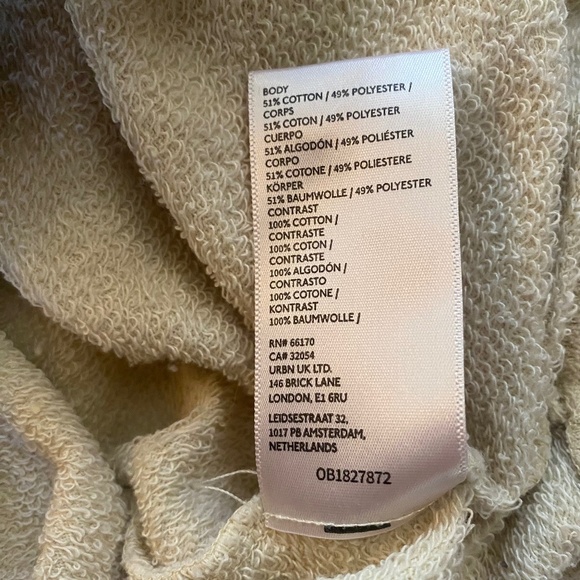 BODY
51% COTTON / 49% POLYESTER /
CORPS
51% COTON / 49% POLYESTER
CUERPO
51% ALGODÓN / 49% POLIÉSTER
CORPO
51% COTONE / 49% POLIESTERE
KÖRPER
51% BAUMWOLLE / 49% POLYESTER
CONTRAST
100% COTTON /
CONTRASTE
100% COTON /
CONTRASTE
100% ALGODÓN /
CONTRASTO
100% COTONE /
KONTRAST
100% BAUMWOLLE /
RN# 66170
CA# 32054
URBN UK LTD.
146 BRICK LANE
LONDON, E1 6RU
LEIDSESTRAAT 32,
1017 PB AMSTERDAM,
NETHERLANDS
OB1827872